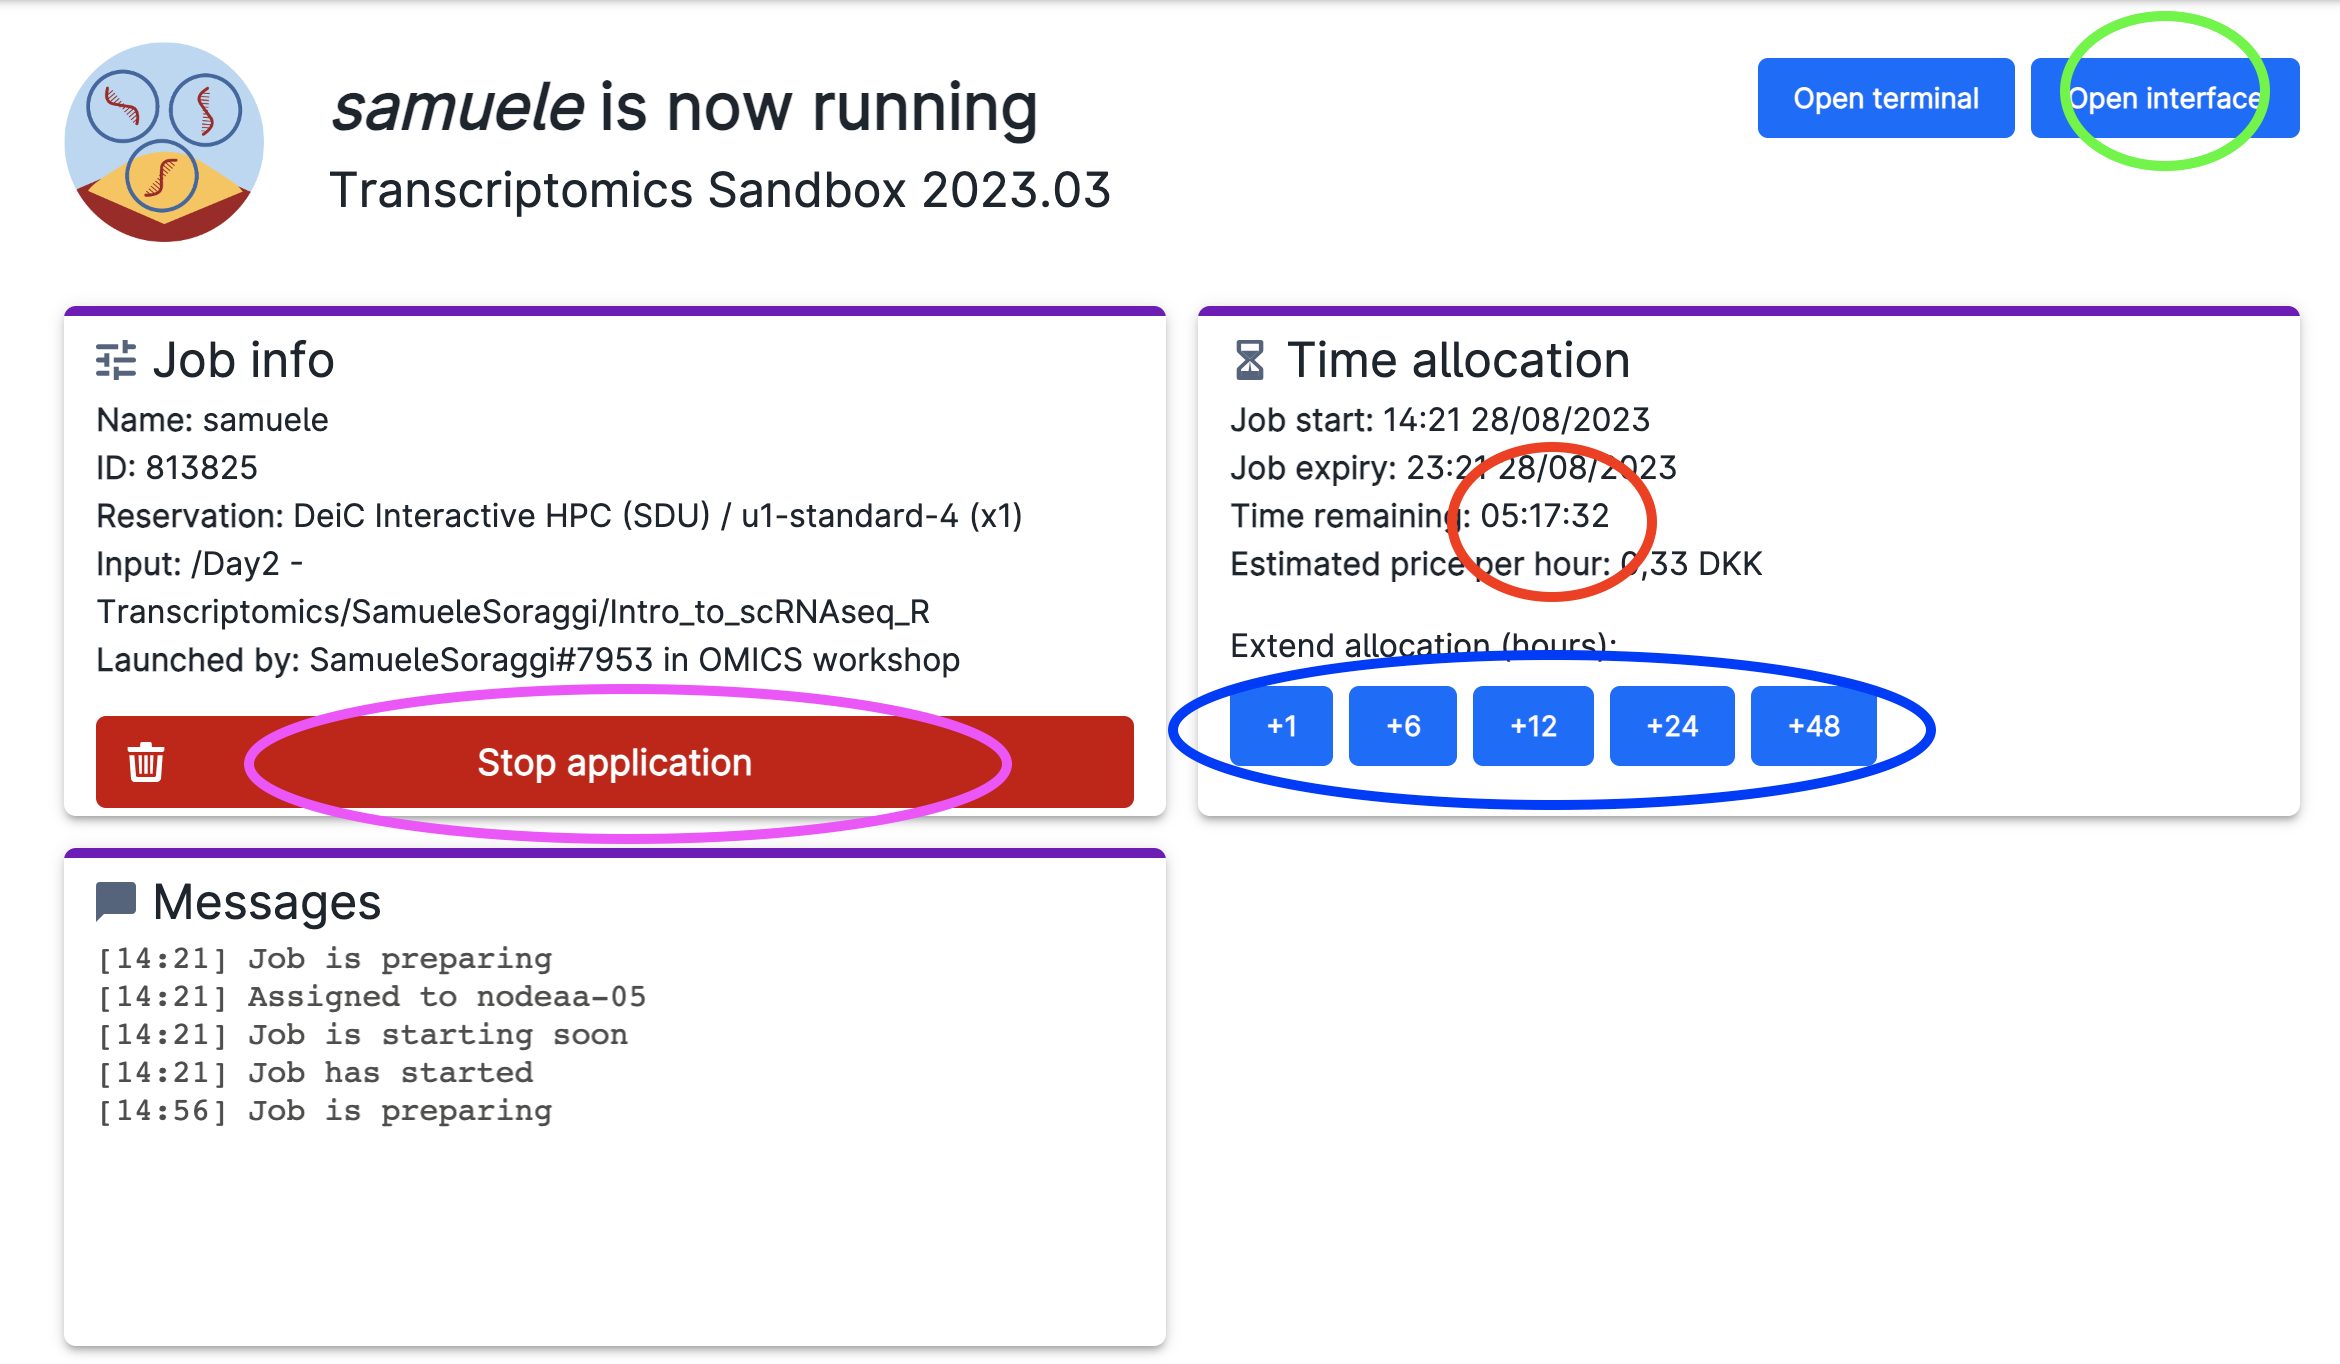 samuele is now running
Transcriptomics Sandbox 2023.03
Open terminal
Open interface
Job info
Name: samuele
ID: 813825
Reservation: DeiC Interactive HPC (SDU) / u1-standard-4 (x1)
Input: /Day2 -
Transcriptomics/SamueleSoraggi/Intro_to_scRNAseq_R
Launched by: SamueleSoraggi#7953 in OMICS workshop
Stop application
Time allocation
Job start: 14:21 28/08/2023
Job expiry: 23:21 28/08/2023
Time remaining: 05:17:32
Estimated price per hour: 0,33 DKK
Extend allocation (hours):
+1
+6
+12
+24
+48
Messages
[14:21] Job is preparing
[14:21] Assigned to nodeaa-05
[14:21] Job is starting soon
[14:21] Job has started
[14:56] Job is preparing